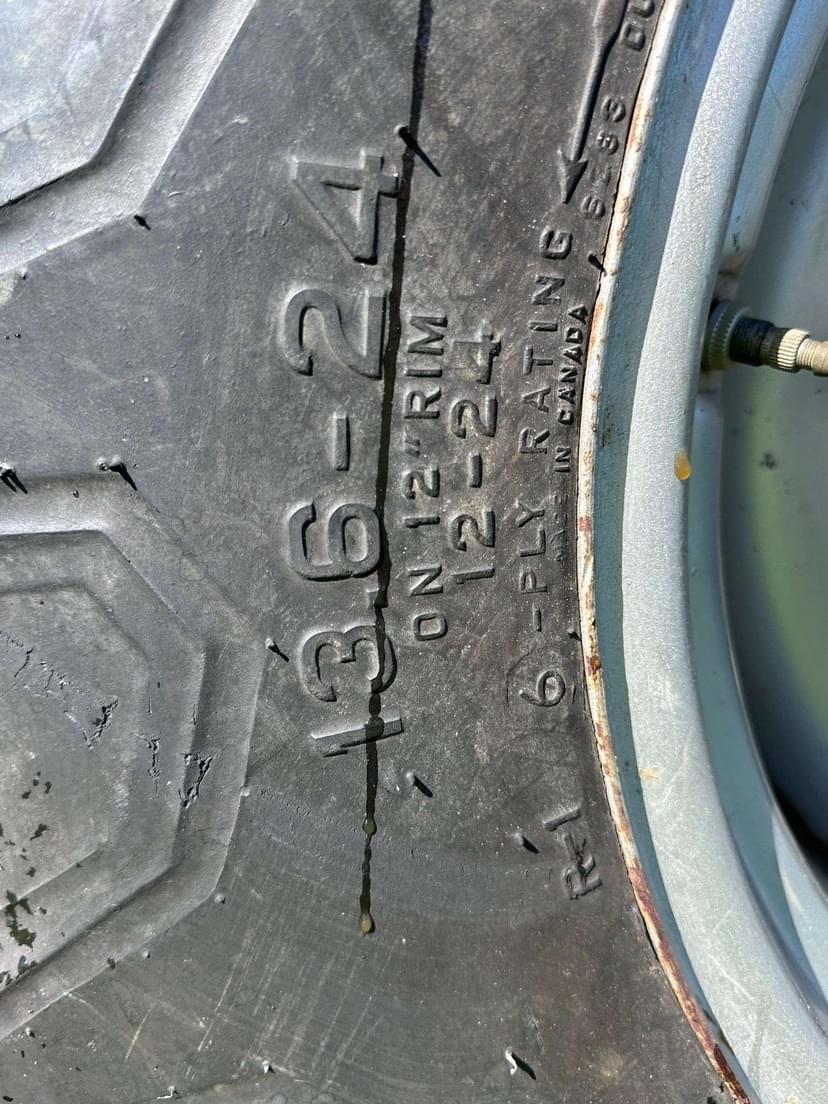 13.6-24
ON 12" RIM
12-24
6-PLY RATING
MADE IN CANADA
R-1